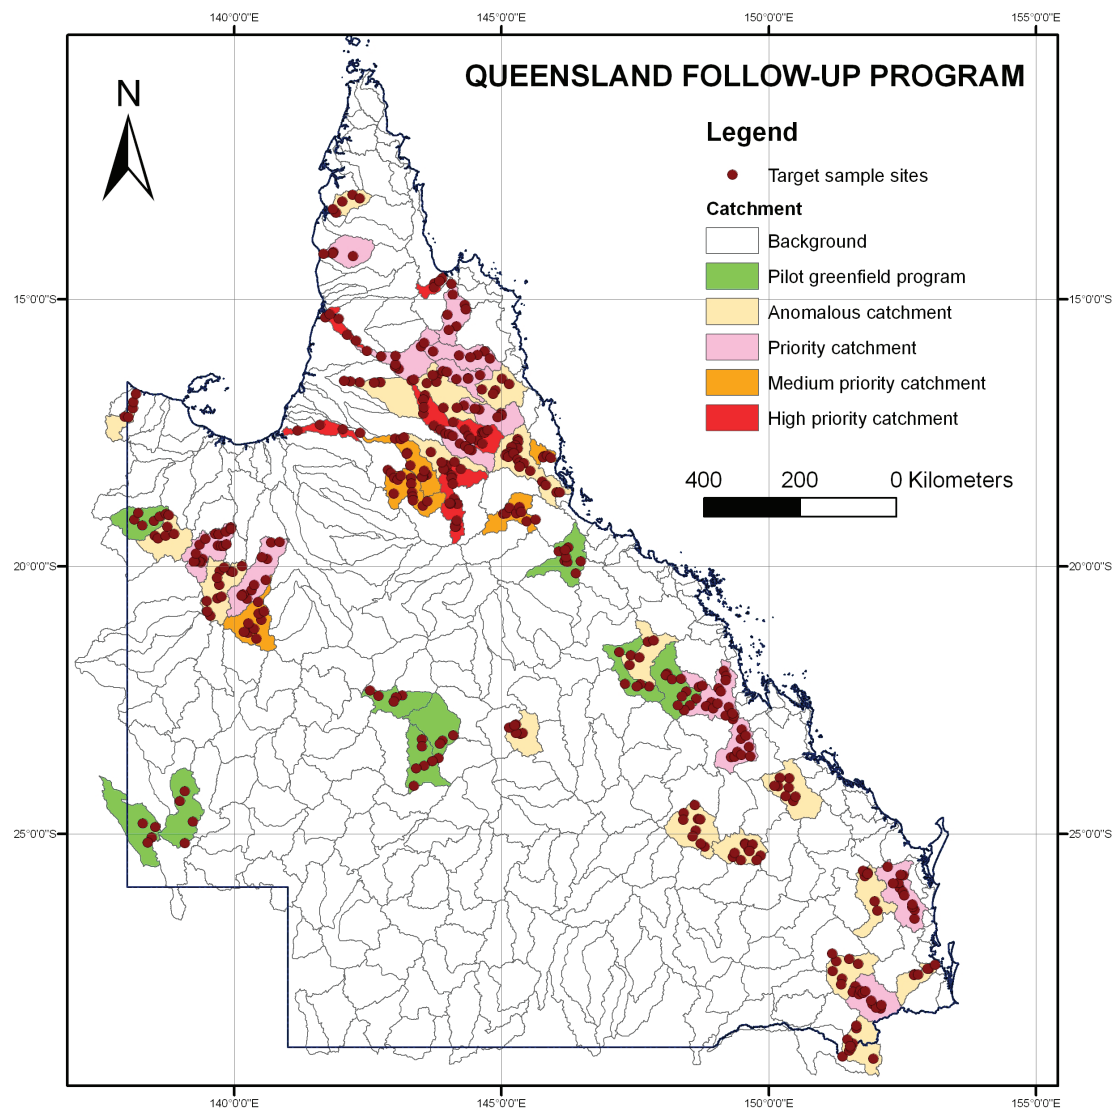 140°0'0"E 145°0'0"E 150°0'0"E 155°0'0"E
QUEENSLAND FOLLOW-UP PROGRAM
N
Legend
Target sample sites
Catchment
Background
Pilot greenfield program
15°0'0"S 15°0'0"S
Anomalous catchment
Priority catchment
Medium priority catchment
High priority catchment
400 200 0 Kilometers
20°0'0"S 20°0'0"S
25°0'0"S 25°0'0"S
140°0'0"E 145°0'0"E 150°0'0"E 155°0'0"E